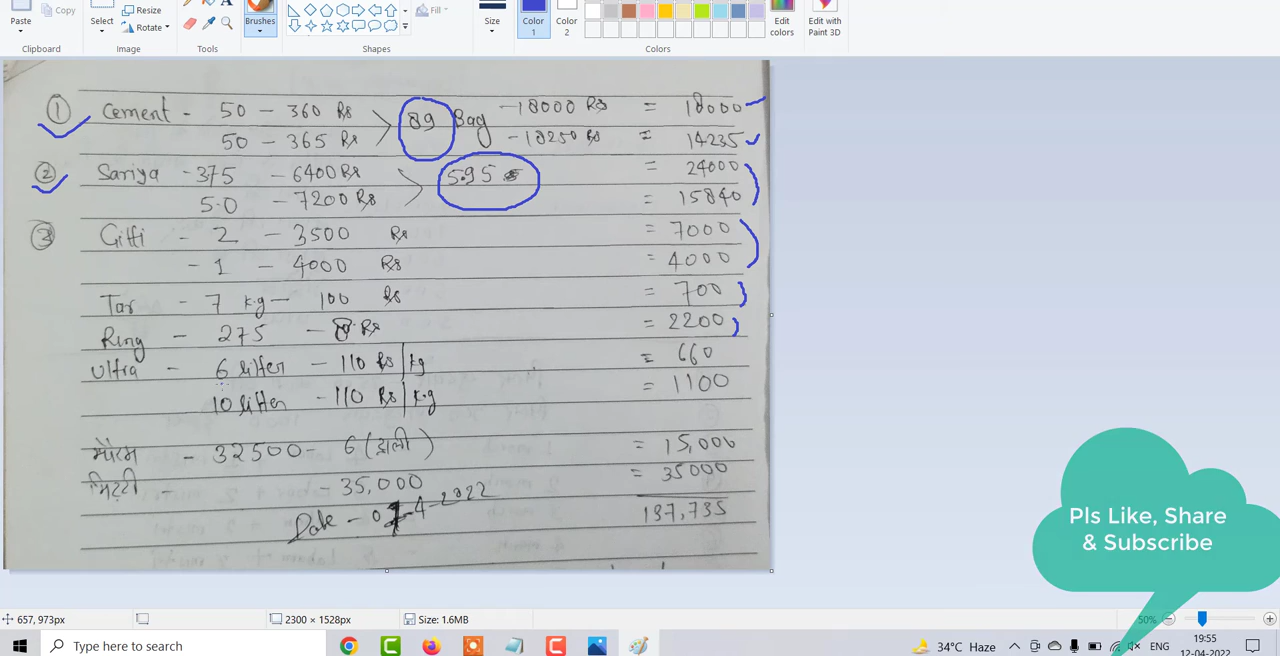 Paste
Copy
Select
Resize
Rotate
Brushes
Fill
Size
Color 1
Color 2
Edit colors
Edit with Paint 3D
Clipboard
Image
Tools
Shapes
Colors
① Cement - 50 - 360 Rs 89 Bag - 18000 Rs = 18000
50 - 365 Rs - 18250 Rs = 14235
② Sariya - 375 - 6400 Rs 5.95 = 24000
5.0 - 7200 Rs = 15840
③ Gitti - 2 - 3500 Rs = 7000
- 1 - 4000 Rs = 4000
Tar - 7 kg - 100 Rs = 700
Ring - 275 - 8 Rs = 2200
Ultra - 6 litter - 110 Rs | kg = 660
10 litter - 110 Rs | k.g = 1100
मौरम - 32500 - 6 (ट्राली) = 15,000
मिट्टी - - 35,000 = 35000
Date - 07-4-2022 137,735
Pls Like, Share
& Subscribe
657, 973px
2300 × 1528px
Size: 1.6MB
50%
Type here to search
34°C Haze
ENG
19:55
12-04-2022